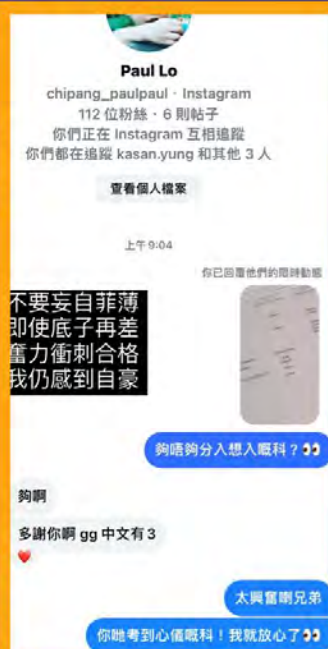 Paul Lo
chipang_paulpaul · Instagram
112 位粉絲・6 則帖子
你們正在 Instagram 互相追蹤
你們都在追蹤 kasan.yung 和其他 3 人
查看個人檔案
上午 9:04
你已回覆他們的限時動態
不要妄自菲薄
即使底子再差
奮力衝刺合格
我仍感到自豪
夠唔夠分入想入嘅科？👀
夠啊
多謝你啊 gg 中文有3
❤️
太興奮喇兄弟
你哋考到心儀嘅科！我就放心了👀